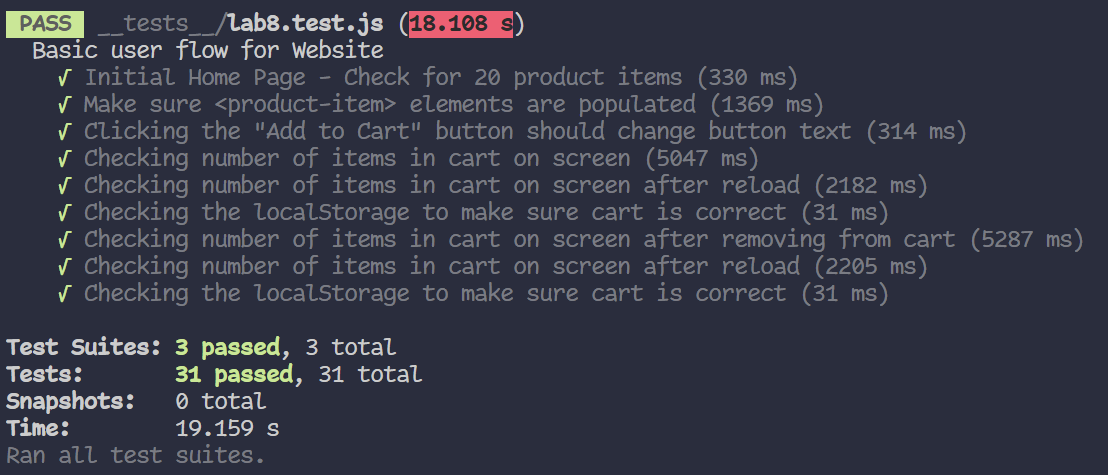 PASS __tests__/lab8.test.js (18.108 s)
Basic user flow for Website
√ Initial Home Page - Check for 20 product items (330 ms)
√ Make sure <product-item> elements are populated (1369 ms)
√ Clicking the "Add to Cart" button should change button text (314 ms)
√ Checking number of items in cart on screen (5047 ms)
√ Checking number of items in cart on screen after reload (2182 ms)
√ Checking the localStorage to make sure cart is correct (31 ms)
√ Checking number of items in cart on screen after removing from cart (5287 ms)
√ Checking number of items in cart on screen after reload (2205 ms)
√ Checking the localStorage to make sure cart is correct (31 ms)
Test Suites: 3 passed, 3 total
Tests: 31 passed, 31 total
Snapshots: 0 total
Time: 19.159 s
Ran all test suites.